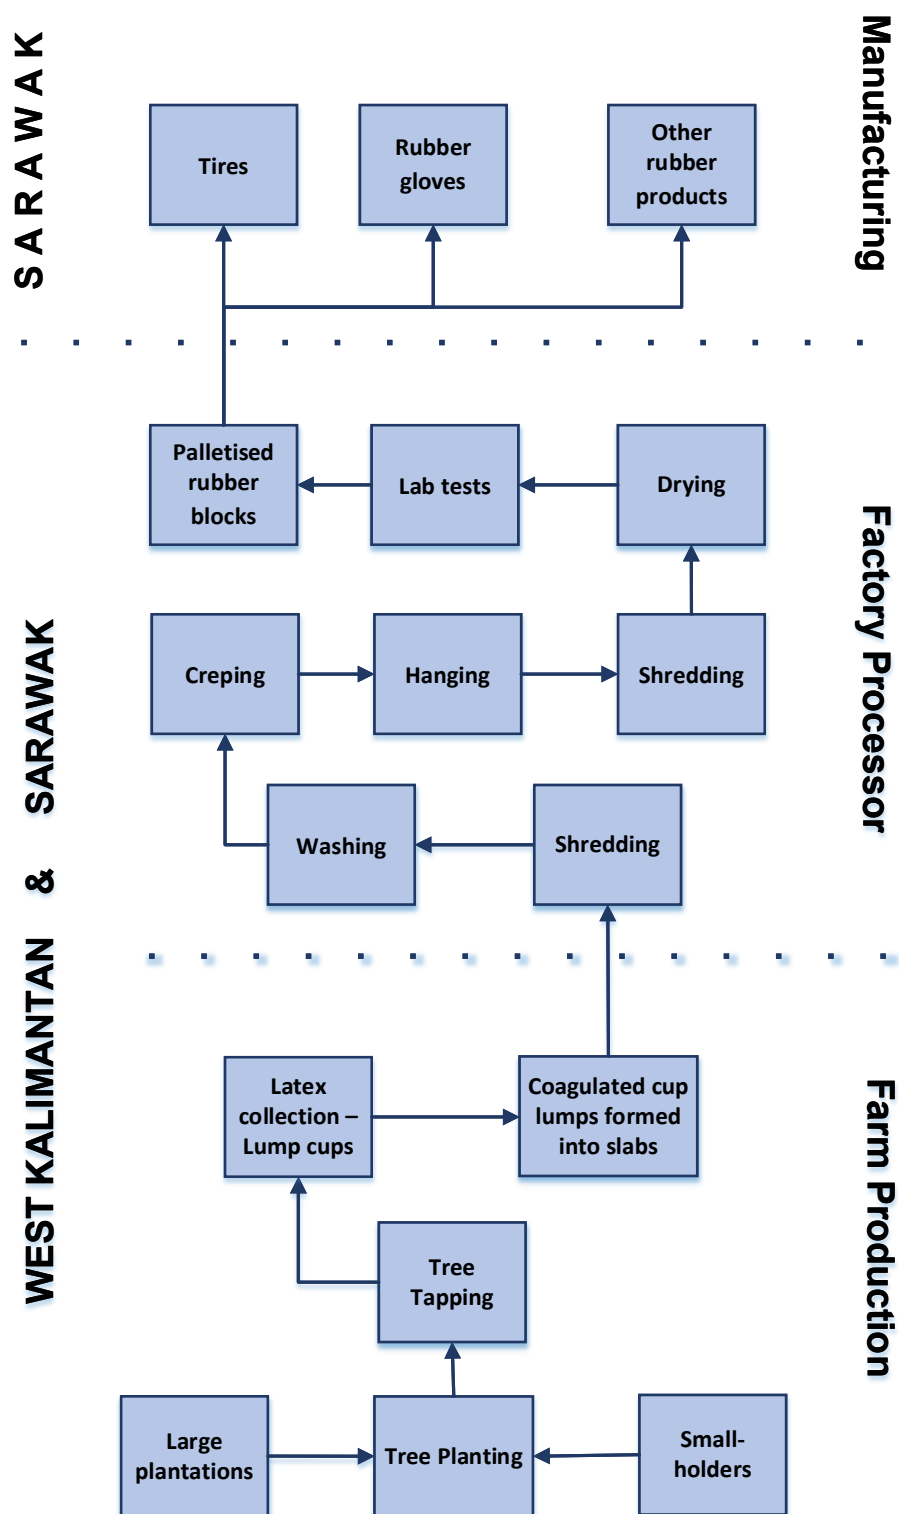 SARAWAK
Manufacturing
Tires
Rubber
gloves
Other
rubber
products
Palletised
rubber
blocks
Lab tests
Drying
Factory Processor
Creping
Hanging
Shredding
WEST KALIMANTAN & SARAWAK
Washing
Shredding
Latex
collection –
Lump cups
Coagulated cup
lumps formed
into slabs
Farm Production
Tree
Tapping
Large
plantations
Tree Planting
Small-
holders